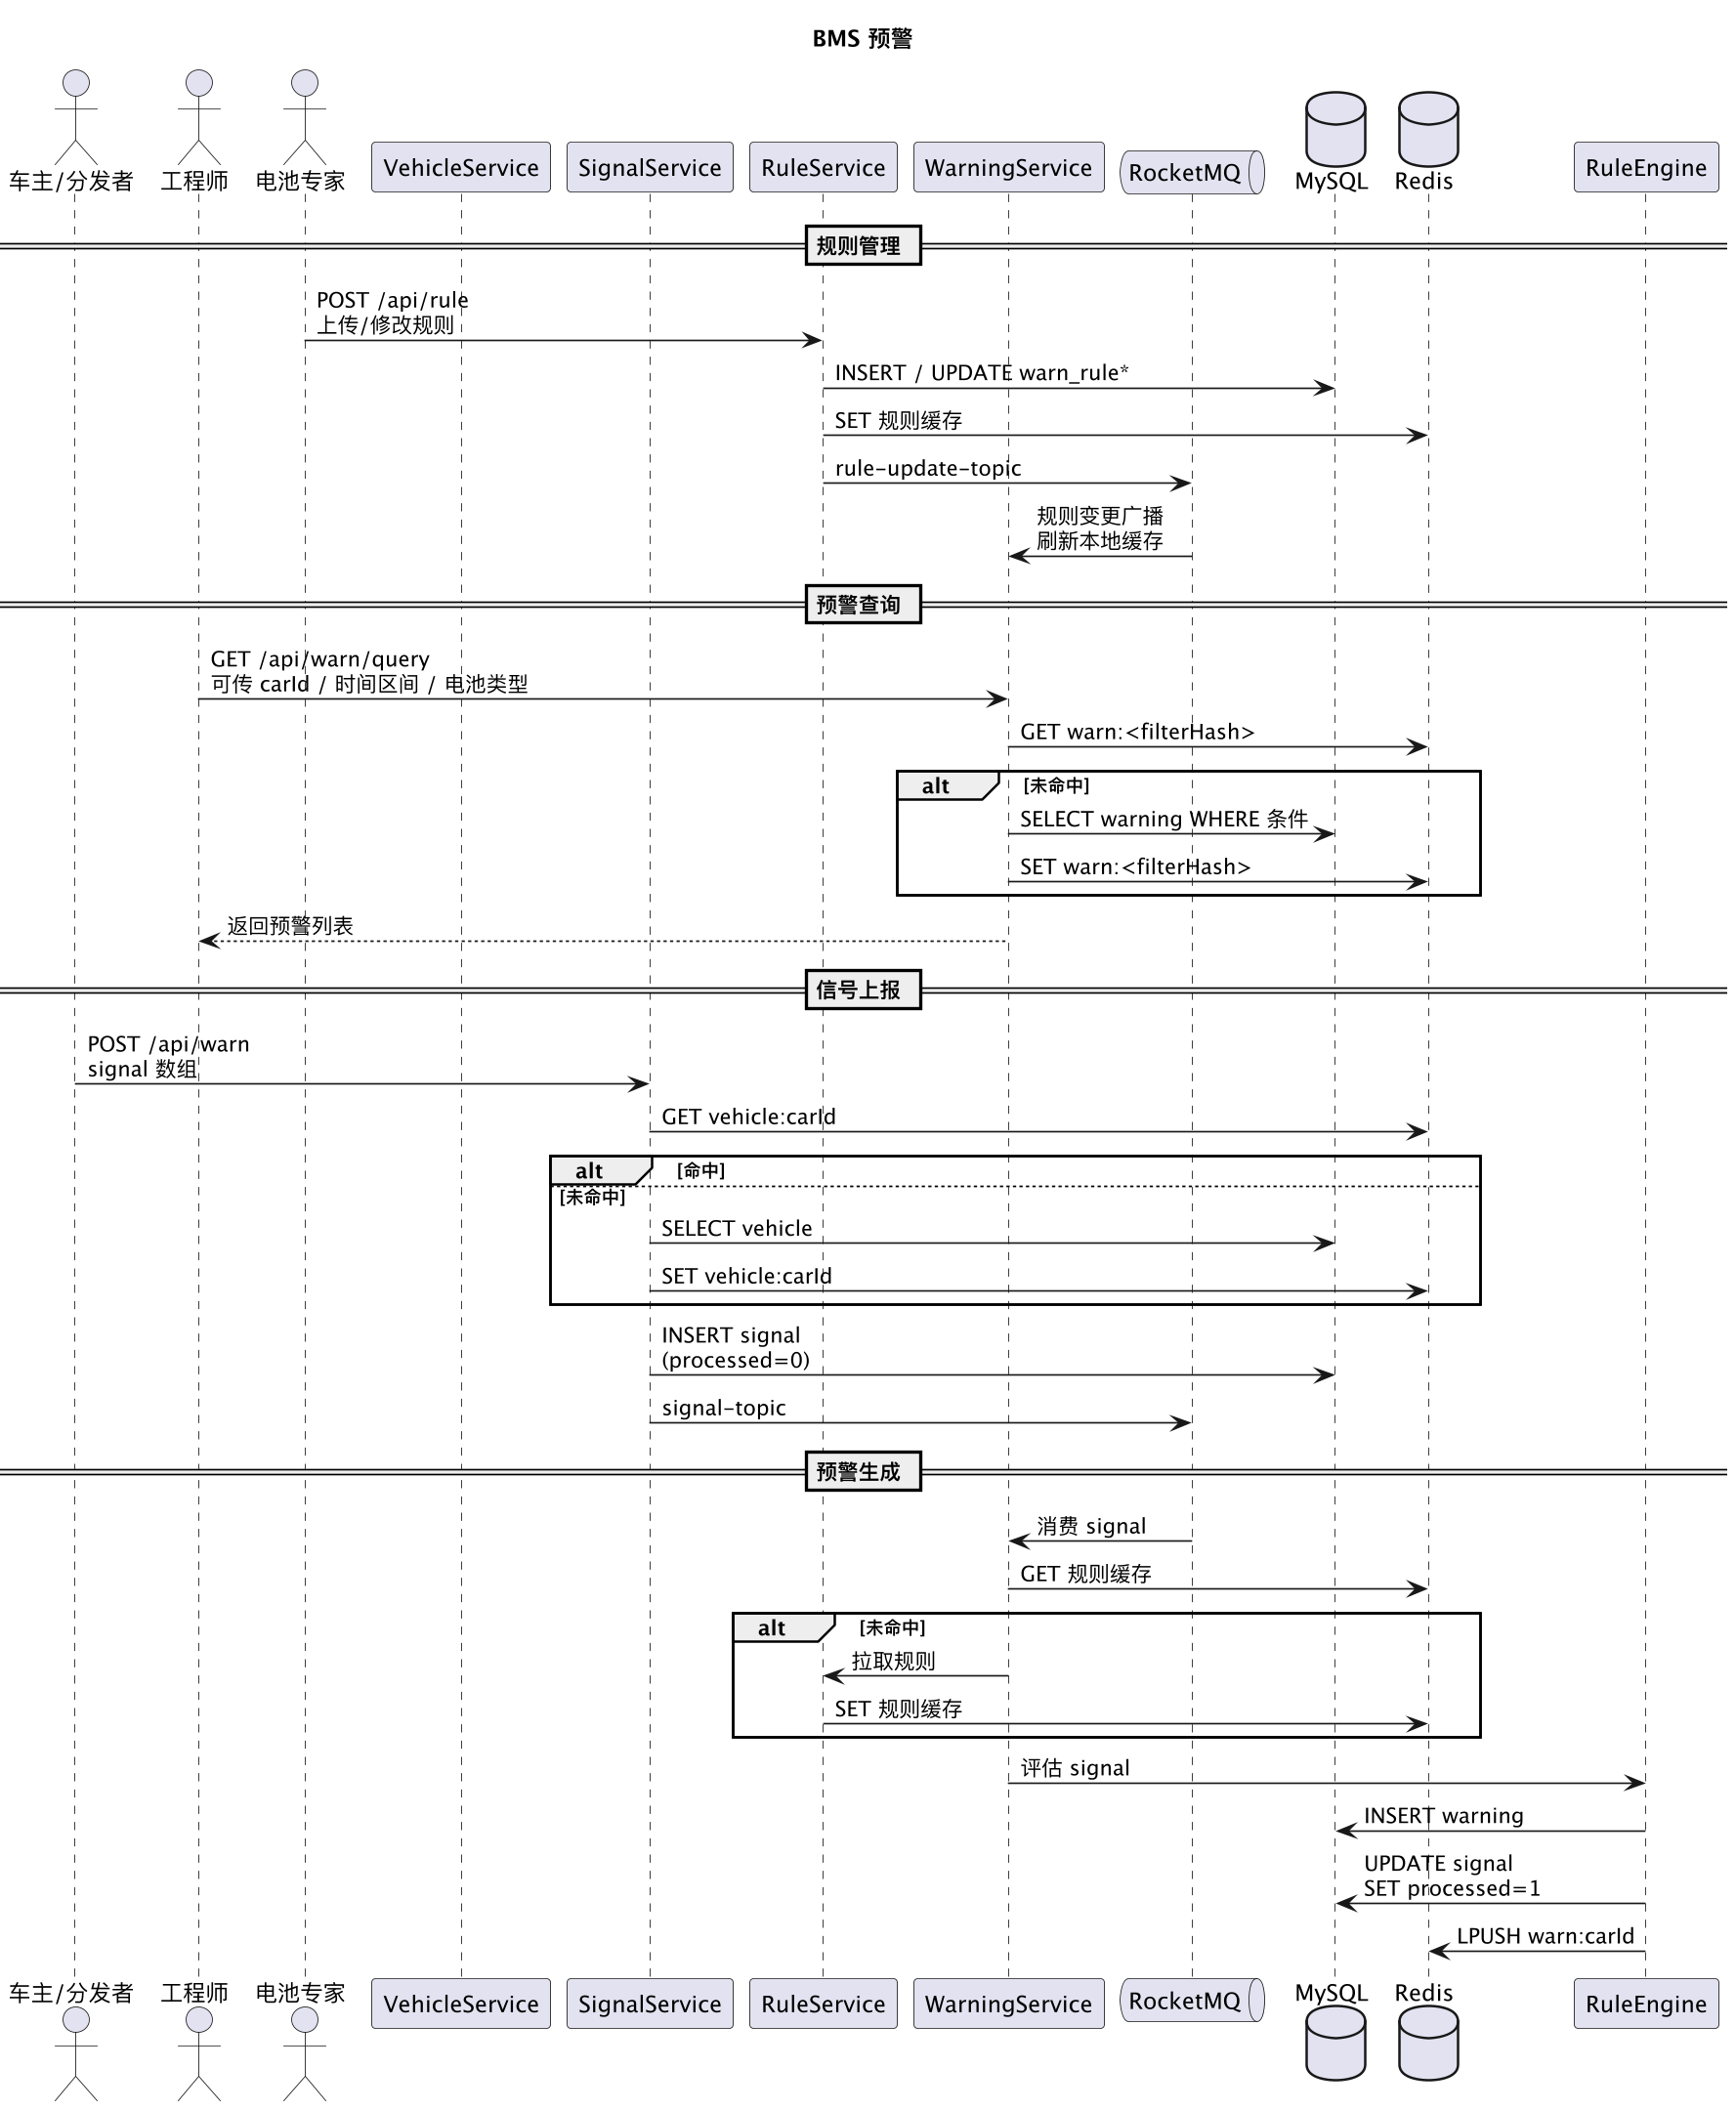 BMS 预警
车主/分发者
工程师
电池专家
VehicleService
SignalService
RuleService
WarningService
RocketMQ
MySQL
Redis
RuleEngine
规则管理
POST /api/rule
上传/修改规则
INSERT / UPDATE warn_rule*
SET 规则缓存
rule-update-topic
规则变更广播
刷新本地缓存
预警查询
GET /api/warn/query
可传 carId / 时间区间 / 电池类型
GET warn:<filterHash>
alt
[未命中]
SELECT warning WHERE 条件
SET warn:<filterHash>
返回预警列表
信号上报
POST /api/warn
signal 数组
GET vehicle:carId
alt
[命中]
[未命中]
SELECT vehicle
SET vehicle:carId
INSERT signal
(processed=0)
signal-topic
预警生成
消费 signal
GET 规则缓存
alt
[未命中]
拉取规则
SET 规则缓存
评估 signal
INSERT warning
UPDATE signal
SET processed=1
LPUSH warn:carId
车主/分发者
工程师
电池专家
VehicleService
SignalService
RuleService
WarningService
RocketMQ
MySQL
Redis
RuleEngine